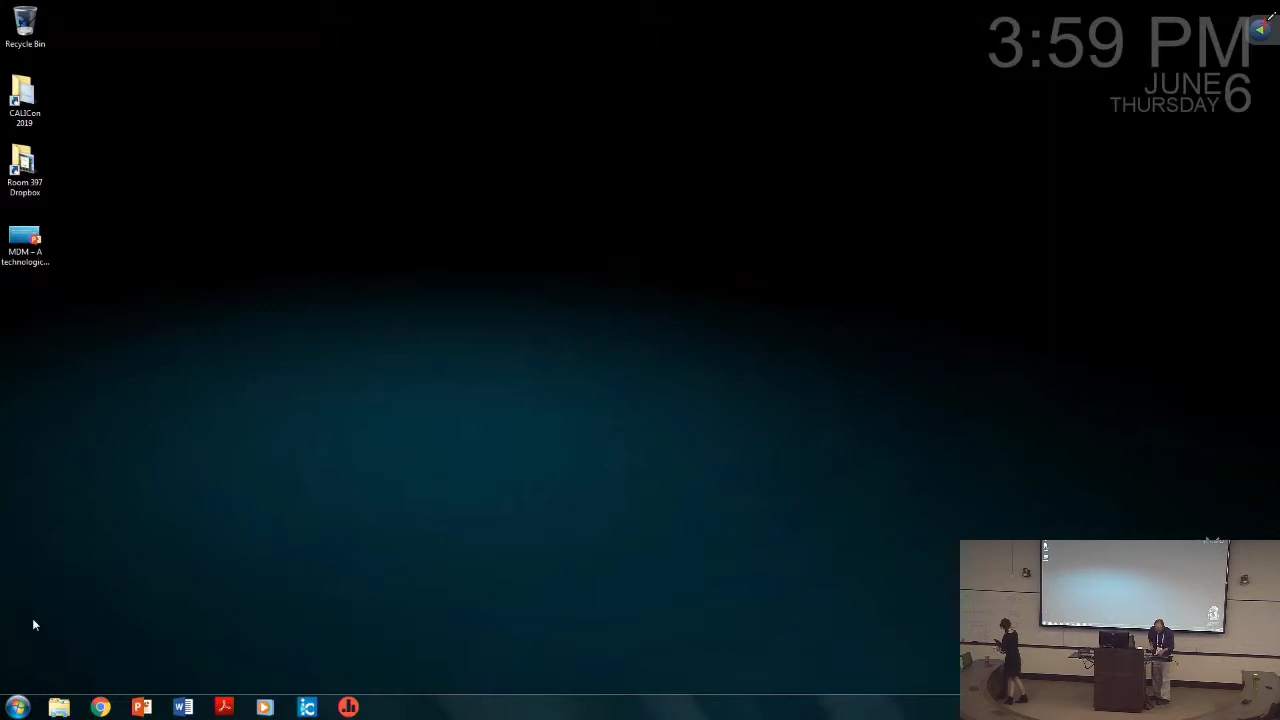 Recycle Bin
CALICon
2019
Room 397
Dropbox
MDM – A
technologic...
3:59 PM
JUNE 6
THURSDAY